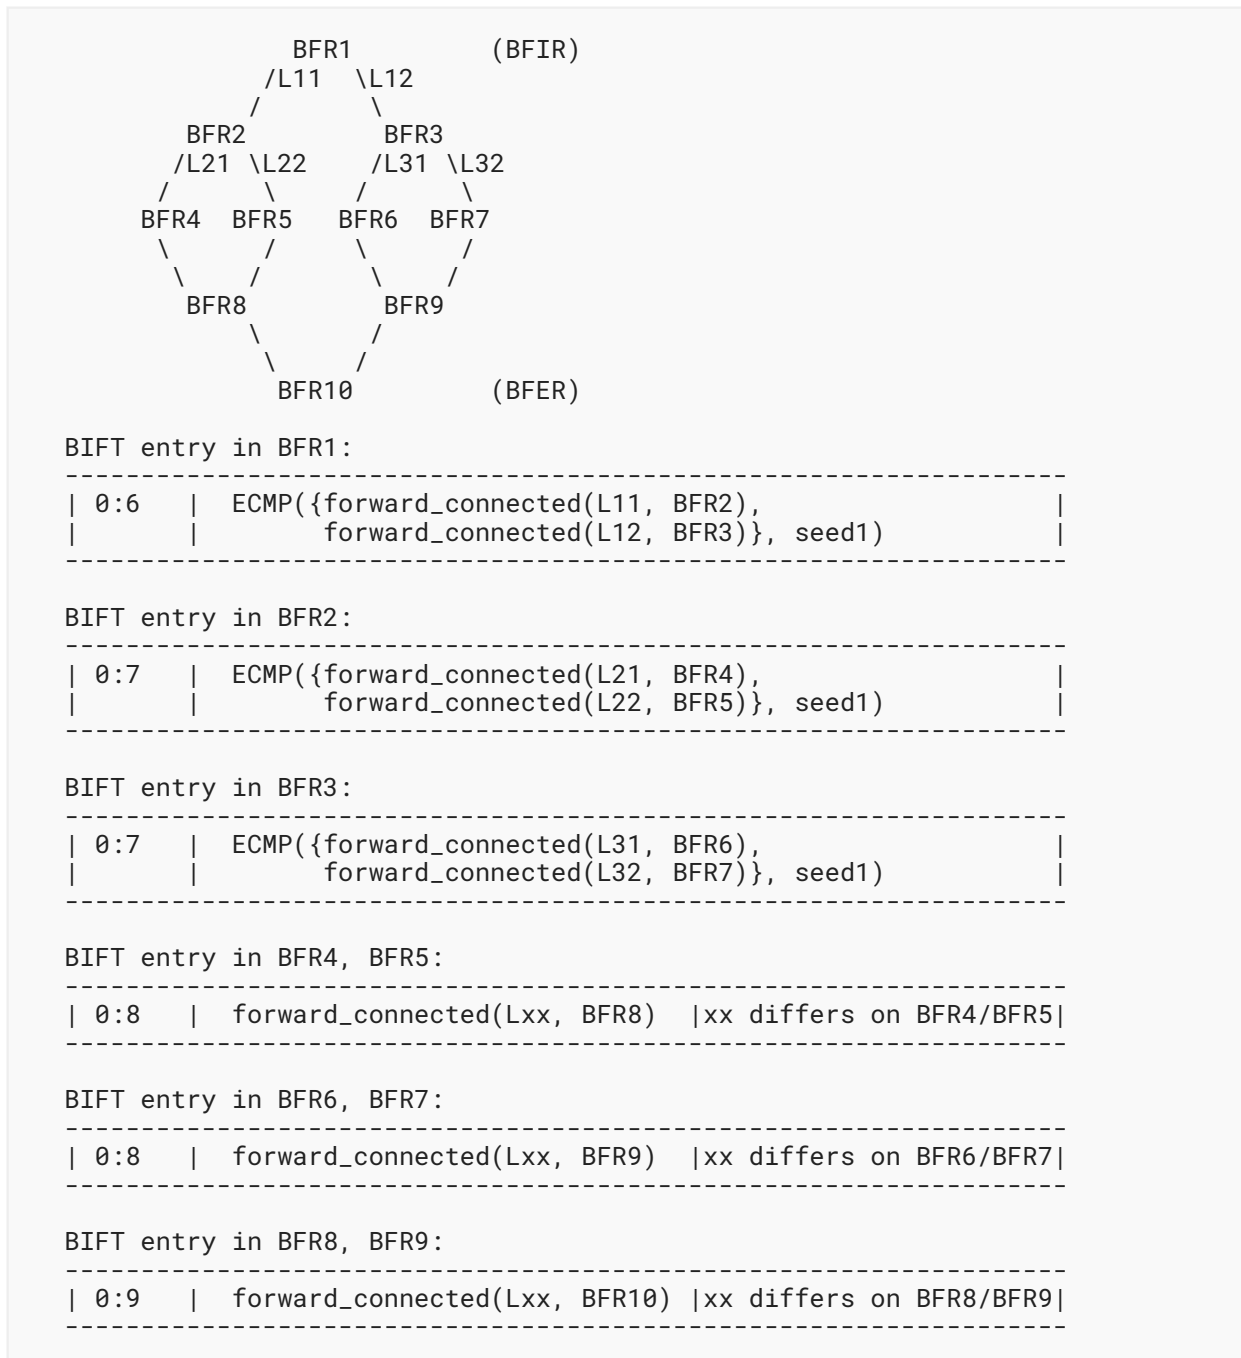 BFR1         (BFIR)
             /L11  \L12
            /       \
        BFR2         BFR3
       /L21 \L22    /L31 \L32
      /      \     /      \
     BFR4  BFR5   BFR6  BFR7
      \      /     \      /
       \    /       \    /
        BFR8         BFR9
            \       /
             \     /
              BFR10         (BFER)

BIFT entry in BFR1:
------------------------------------------------------------------
| 0:6   |  ECMP({forward_connected(L11, BFR2),                   |
|       |        forward_connected(L12, BFR3)}, seed1)           |
------------------------------------------------------------------

BIFT entry in BFR2:
------------------------------------------------------------------
| 0:7   |  ECMP({forward_connected(L21, BFR4),                   |
|       |        forward_connected(L22, BFR5)}, seed1)           |
------------------------------------------------------------------

BIFT entry in BFR3:
------------------------------------------------------------------
| 0:7   |  ECMP({forward_connected(L31, BFR6),                   |
|       |        forward_connected(L32, BFR7)}, seed1)           |
------------------------------------------------------------------

BIFT entry in BFR4, BFR5:
------------------------------------------------------------------
| 0:8   |  forward_connected(Lxx, BFR8)  |xx differs on BFR4/BFR5|
------------------------------------------------------------------

BIFT entry in BFR6, BFR7:
------------------------------------------------------------------
| 0:8   |  forward_connected(Lxx, BFR9)  |xx differs on BFR6/BFR7|
------------------------------------------------------------------

BIFT entry in BFR8, BFR9:
------------------------------------------------------------------
| 0:9   |  forward_connected(Lxx, BFR10) |xx differs on BFR8/BFR9|
------------------------------------------------------------------